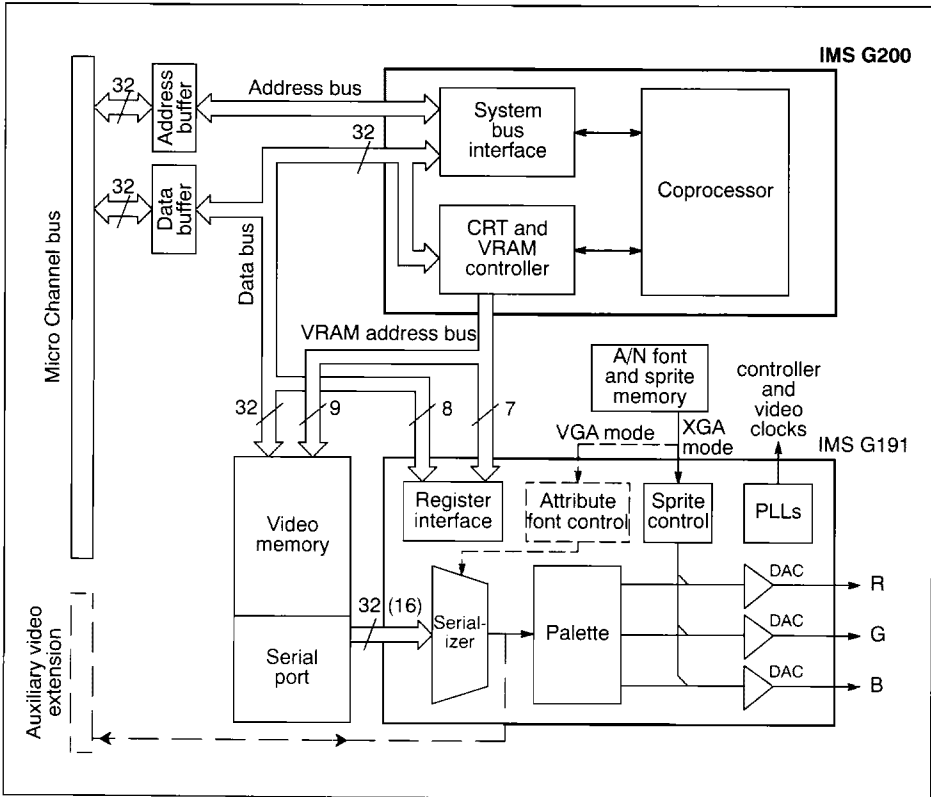 IMS G200
32
Address
buffer
Address bus
32
System
bus
interface
Coprocessor
32
Data
buffer
CRT and
VRAM
controller
Micro Channel bus
Data bus
VRAM address bus
A/N font
and sprite
memory
controller
and
video
clocks
32
9
8
7
VGA mode
XGA
mode
IMS G191
Video
memory
Register
interface
Attribute
font control
Sprite
control
PLLs
32 (16)
Serial-
izer
Palette
DAC
R
DAC
G
DAC
B
Serial
port
Auxiliary video
extension